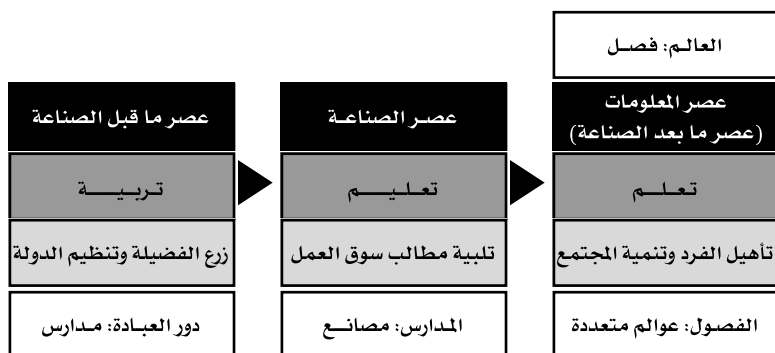 العالم: فصل
عصر ما قبل الصناعة
تربية
زرع الفضيلة وتنظيم الدولة
دور العبادة: مدارس
عصر الصناعة
تعليم
تلبية مطالب سوق العمل
المدارس: مصانع
عصر المعلومات
(عصر ما بعد الصناعة)
تعلم
تأهيل الفرد وتنمية المجتمع
الفصول: عوالم متعددة